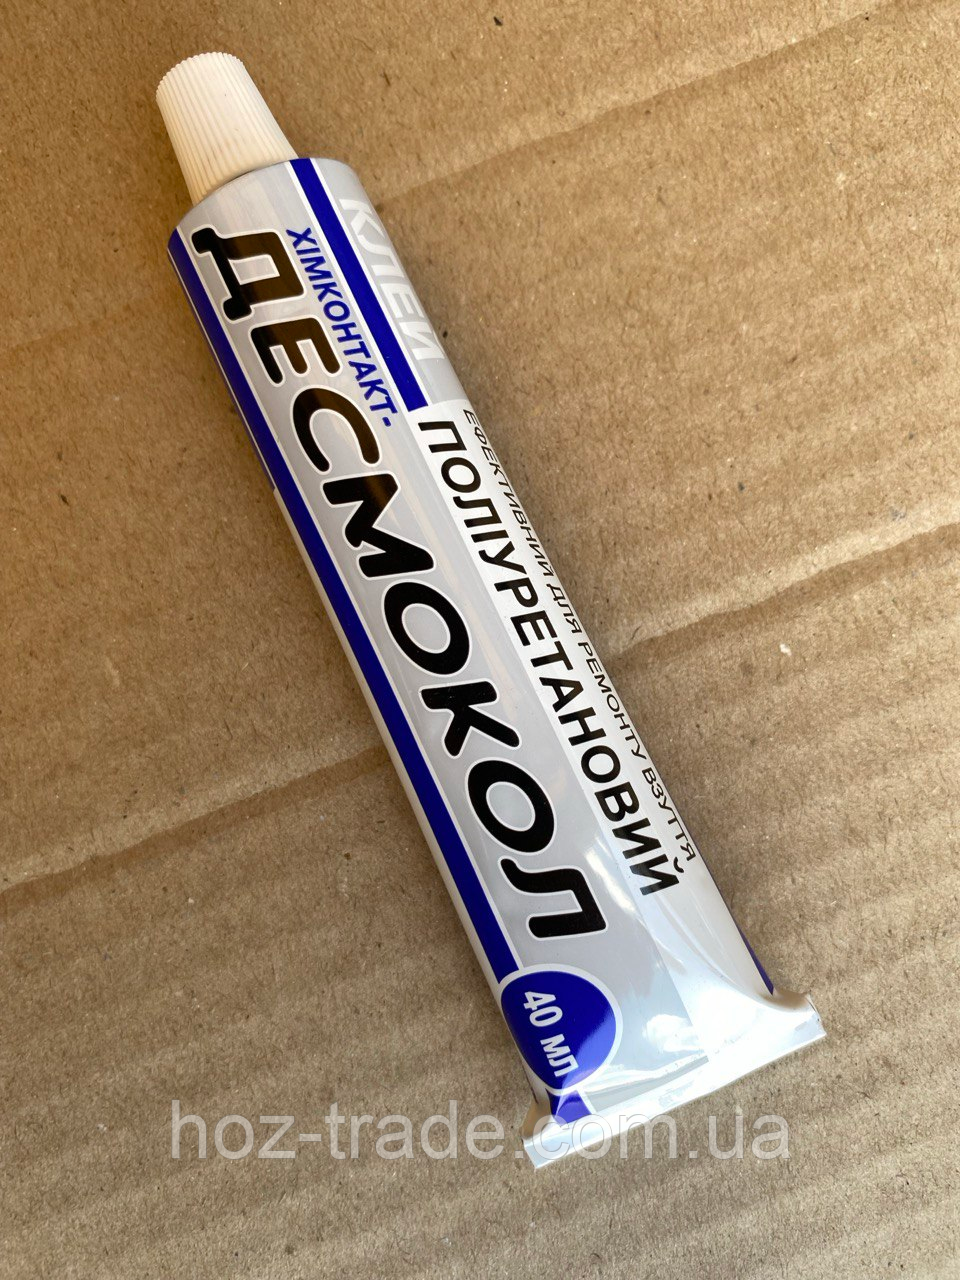 КЛЕЙ
ХІМКОНТАКТ-
ДЕСМОКОЛ
ПОЛІУРЕТАНОВИЙ
ЕФЕКТИВНИЙ ДЛЯ РЕМОНТУ ВЗУТТЯ
40 МЛ
hoz-trade.com.ua